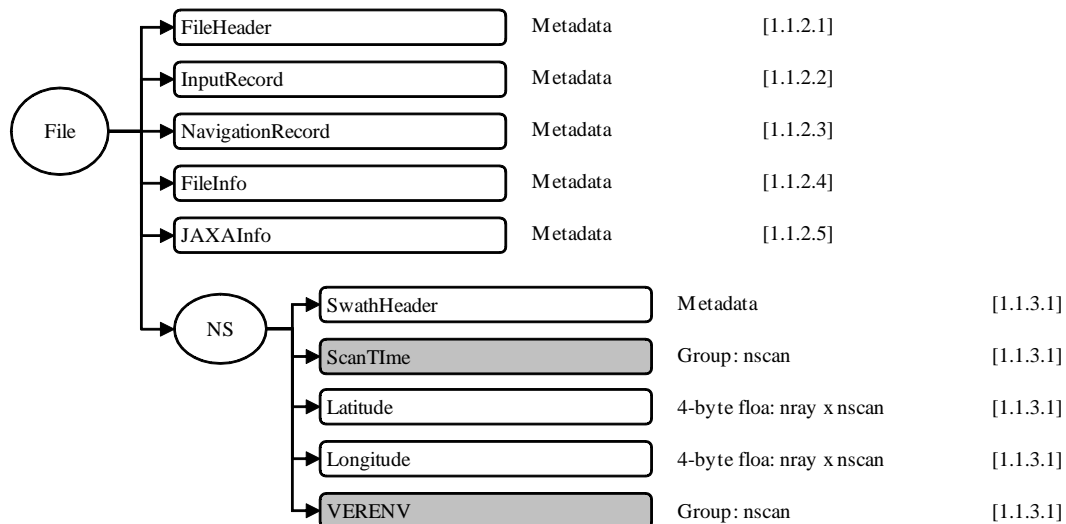 FileHeader Metadata [1.1.2.1]
InputRecord Metadata [1.1.2.2]
File
NavigationRecord Metadata [1.1.2.3]
FileInfo Metadata [1.1.2.4]
JAXAInfo Metadata [1.1.2.5]
SwathHeader Metadata [1.1.3.1]
NS
ScanTIme Group: nscan [1.1.3.1]
Latitude 4-byte floa: nray x nscan [1.1.3.1]
Longitude 4-byte floa: nray x nscan [1.1.3.1]
VERENV Group: nscan [1.1.3.1]